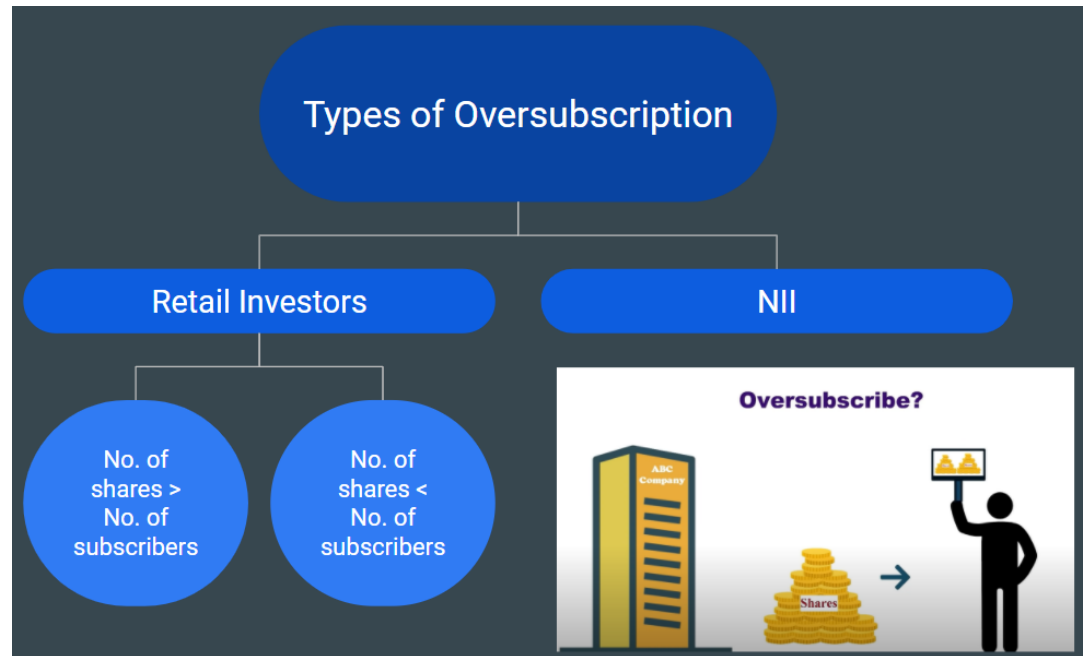 Types of Oversubscription
Retail Investors
NII
No. of
shares >
No. of
subscribers
No. of
shares <
No. of
subscribers
Oversubscribe?
ABC
Company
Shares